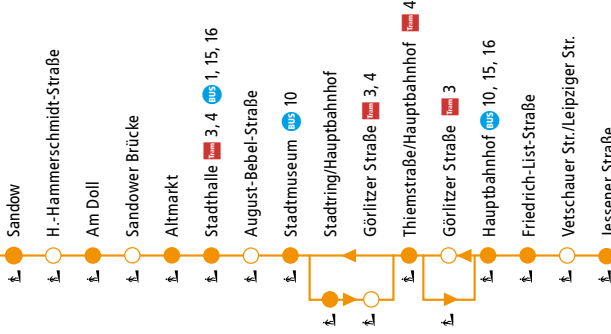 Sandow
H.-Hammerschmidt-Straße
Am Doll
Sandower Brücke
Altmarkt
Stadthalle Tram 3, 4 BUS 1, 15, 16
August-Bebel-Straße
Stadtmuseum BUS 10
Stadtring/Hauptbahnhof
Görlitzer Straße Tram 3, 4
Thiemstraße/Hauptbahnhof Tram 4
Görlitzer Straße Tram 3
Hauptbahnhof BUS 10, 15, 16
Friedrich-List-Straße
Vetschauer Str./Leipziger Str.
Jessener Straße